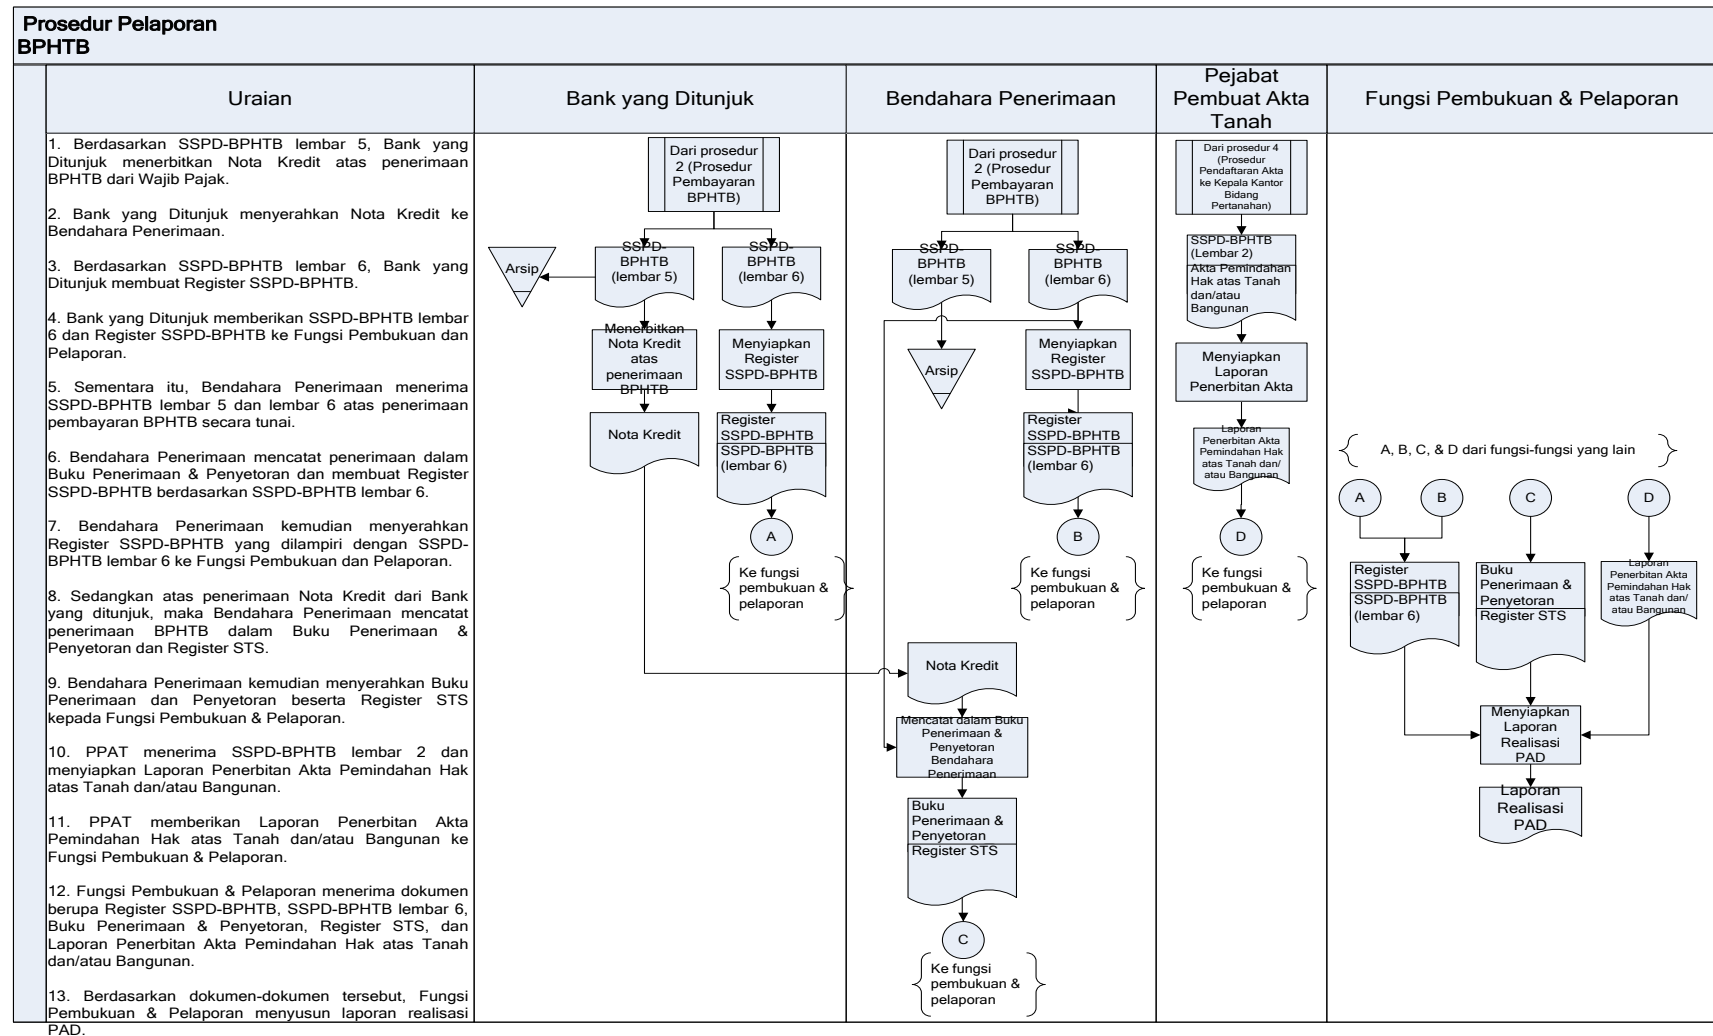 Prosedur Pelaporan
BPHTB
Uraian
Bank yang Ditunjuk
Bendahara Penerimaan
Pejabat
Pembuat Akta
Tanah
Fungsi Pembukuan & Pelaporan
1. Berdasarkan SSPD-BPHTB lembar 5, Bank yang
Ditunjuk menerbitkan Nota Kredit atas penerimaan
BPHTB dari Wajib Pajak.
2. Bank yang Ditunjuk menyerahkan Nota Kredit ke
Bendahara Penerimaan.
3. Berdasarkan SSPD-BPHTB lembar 6, Bank yang
Ditunjuk membuat Register SSPD-BPHTB.
4. Bank yang Ditunjuk memberikan SSPD-BPHTB lembar
6 dan Register SSPD-BPHTB ke Fungsi Pembukuan dan
Pelaporan.
5. Sementara itu, Bendahara Penerimaan menerima
SSPD-BPHTB lembar 5 dan lembar 6 atas penerimaan
pembayaran BPHTB secara tunai.
6. Bendahara Penerimaan mencatat penerimaan dalam
Buku Penerimaan & Penyetoran dan membuat Register
SSPD-BPHTB berdasarkan SSPD-BPHTB lembar 6.
7. Bendahara Penerimaan kemudian menyerahkan
Register SSPD-BPHTB yang dilampiri dengan SSPD-
BPHTB lembar 6 ke Fungsi Pembukuan dan Pelaporan.
8. Sedangkan atas penerimaan Nota Kredit dari Bank
yang ditunjuk, maka Bendahara Penerimaan mencatat
penerimaan BPHTB dalam Buku Penerimaan &
Penyetoran dan Register STS.
9. Bendahara Penerimaan kemudian menyerahkan Buku
Penerimaan dan Penyetoran beserta Register STS
kepada Fungsi Pembukuan & Pelaporan.
10. PPAT menerima SSPD-BPHTB lembar 2 dan
menyiapkan Laporan Penerbitan Akta Pemindahan Hak
atas Tanah dan/atau Bangunan.
11. PPAT memberikan Laporan Penerbitan Akta
Pemindahan Hak atas Tanah dan/atau Bangunan ke
Fungsi Pembukuan & Pelaporan.
12. Fungsi Pembukuan & Pelaporan menerima dokumen
berupa Register SSPD-BPHTB, SSPD-BPHTB lembar 6,
Buku Penerimaan & Penyetoran, Register STS, dan
Laporan Penerbitan Akta Pemindahan Hak atas Tanah
dan/atau Bangunan.
13. Berdasarkan dokumen-dokumen tersebut, Fungsi
Pembukuan & Pelaporan menyusun laporan realisasi
PAD.
Dari prosedur
2 (Prosedur
Pembayaran
BPHTB)
Arsip
SSPD-
BPHTB
(lembar 5)
SSPD-
BPHTB
(lembar 6)
Menerbitkan
Nota Kredit
atas
penerimaan
BPHTB
Menyiapkan
Register
SSPD-BPHTB
Nota Kredit
Register
SSPD-BPHTB
SSPD-BPHTB
(lembar 6)
A
Ke fungsi
pembukuan &
pelaporan
Dari prosedur
2 (Prosedur
Pembayaran
BPHTB)
SSPD-
BPHTB
(lembar 5)
SSPD-
BPHTB
(lembar 6)
Arsip
Menyiapkan
Register
SSPD-BPHTB
Register
SSPD-BPHTB
SSPD-BPHTB
(lembar 6)
B
Ke fungsi
pembukuan &
pelaporan
Nota Kredit
Mencatat dalam Buku
Penerimaan &
Penyetoran
Bendahara
Penerimaan
Buku
Penerimaan &
Penyetoran
Register STS
C
Ke fungsi
pembukuan &
pelaporan
Dari prosedur 4
(Prosedur
Pendaftaran Akta
ke Kepala Kantor
Bidang
Pertanahan)
SSPD-BPHTB
(Lembar 2)
Akta Pemindahan
Hak atas Tanah
dan/atau
Bangunan
Menyiapkan
Laporan
Penerbitan Akta
Laporan
Penerbitan Akta
Pemindahan Hak
atas Tanah dan/
atau Bangunan
D
Ke fungsi
pembukuan &
pelaporan
A, B, C, & D dari fungsi-fungsi yang lain
A
B
C
D
Register
SSPD-BPHTB
SSPD-BPHTB
(lembar 6)
Buku
Penerimaan &
Penyetoran
Register STS
Laporan
Penerbitan Akta
Pemindahan Hak
atas Tanah dan/
atau Bangunan
Menyiapkan
Laporan
Realisasi
PAD
Laporan
Realisasi
PAD